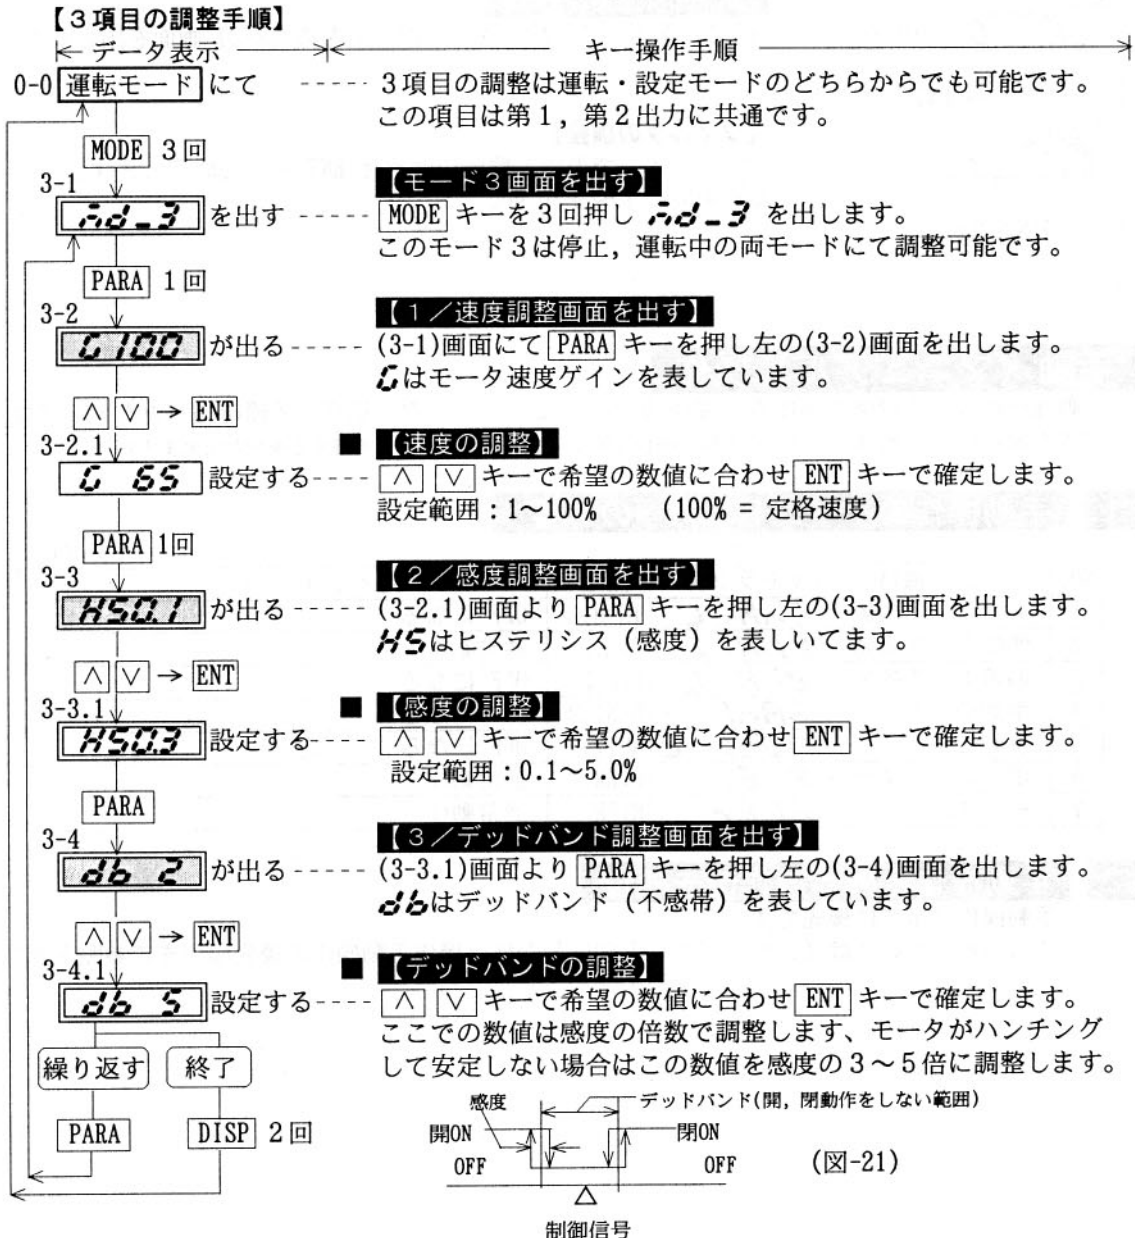 【３項目の調整手順】
データ表示
キー操作手順
0-0 運転モード にて
３項目の調整は運転・設定モードのどちらからでも可能です。
この項目は第１，第２出力に共通です。
MODE ３回
3-1
【モード３画面を出す】
Ad_3 を出す
MODE キーを３回押し Ad_3 を出します。
このモード３は停止，運転中の両モードにて調整可能です。
PARA １回
3-2
【１／速度調整画面を出す】
G100 が出る
(3-1)画面にて PARA キーを押し左の(3-2)画面を出します。
Gはモータ速度ゲインを表しています。
∧ ∨ → ENT
3-2.1
■ 【速度の調整】
G 65 設定する
∧ ∨ キーで希望の数値に合わせ ENT キーで確定します。
設定範囲：1～100% (100% = 定格速度)
PARA 1回
3-3
【２／感度調整画面を出す】
HS0.1 が出る
(3-2.1)画面より PARA キーを押し左の(3-3)画面を出します。
HSはヒステリシス（感度）を表しいてます。
∧ ∨ → ENT
3-3.1
■ 【感度の調整】
HS0.3 設定する
∧ ∨ キーで希望の数値に合わせ ENT キーで確定します。
設定範囲：0.1～5.0%
PARA
3-4
【３／デッドバンド調整画面を出す】
db 2 が出る
(3-3.1)画面より PARA キーを押し左の(3-4)画面を出します。
dbはデッドバンド（不感帯）を表しています。
∧ ∨ → ENT
3-4.1
■ 【デッドバンドの調整】
db 5 設定する
∧ ∨ キーで希望の数値に合わせ ENT キーで確定します。
ここでの数値は感度の倍数で調整します、モータがハンチング
して安定しない場合はこの数値を感度の３～５倍に調整します。
繰り返す 終了
PARA DISP ２回
感度
デッドバンド(開，閉動作をしない範囲)
開ON 閉ON
OFF OFF
(図-21)
制御信号